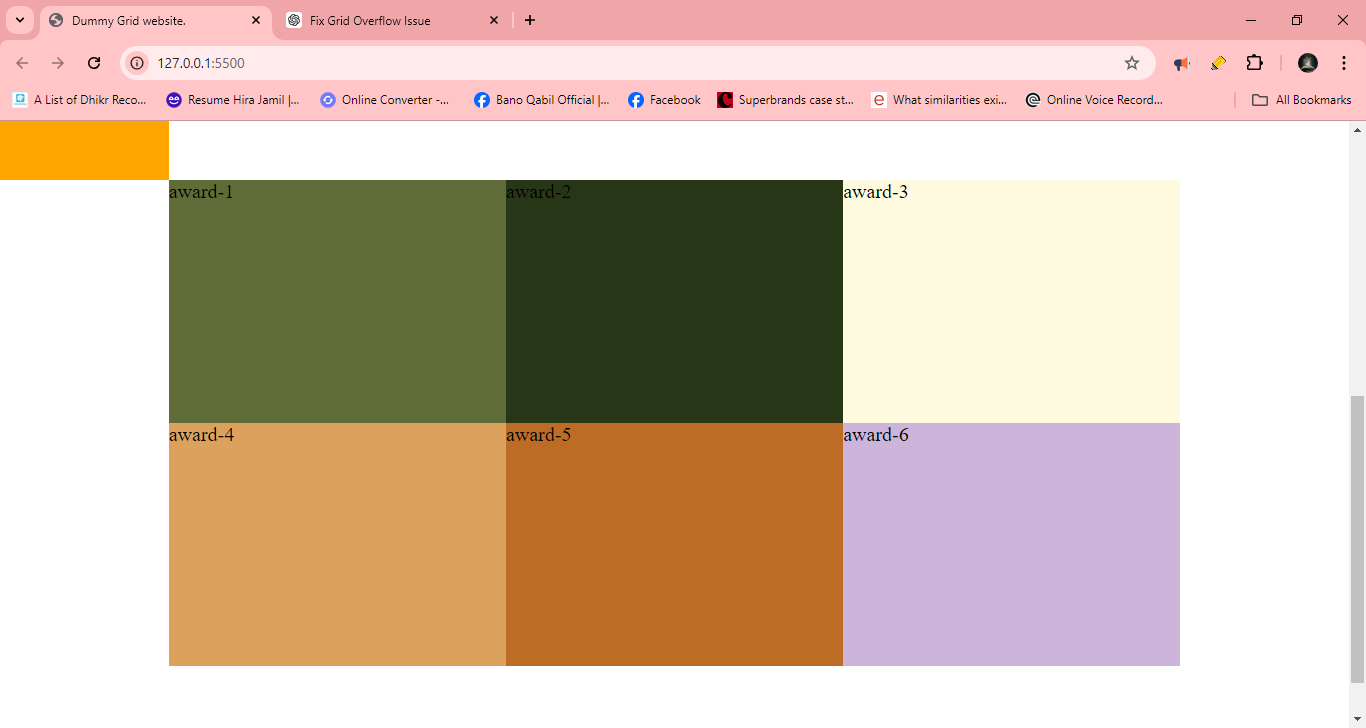 Dummy Grid website.
Fix Grid Overflow Issue
127.0.0.1:5500
A List of Dhikr Reco...
Resume Hira Jamil |...
Online Converter -...
Bano Qabil Official |...
Facebook
Superbrands case st...
What similarities exi...
Online Voice Record...
All Bookmarks
award-1
award-2
award-3
award-4
award-5
award-6